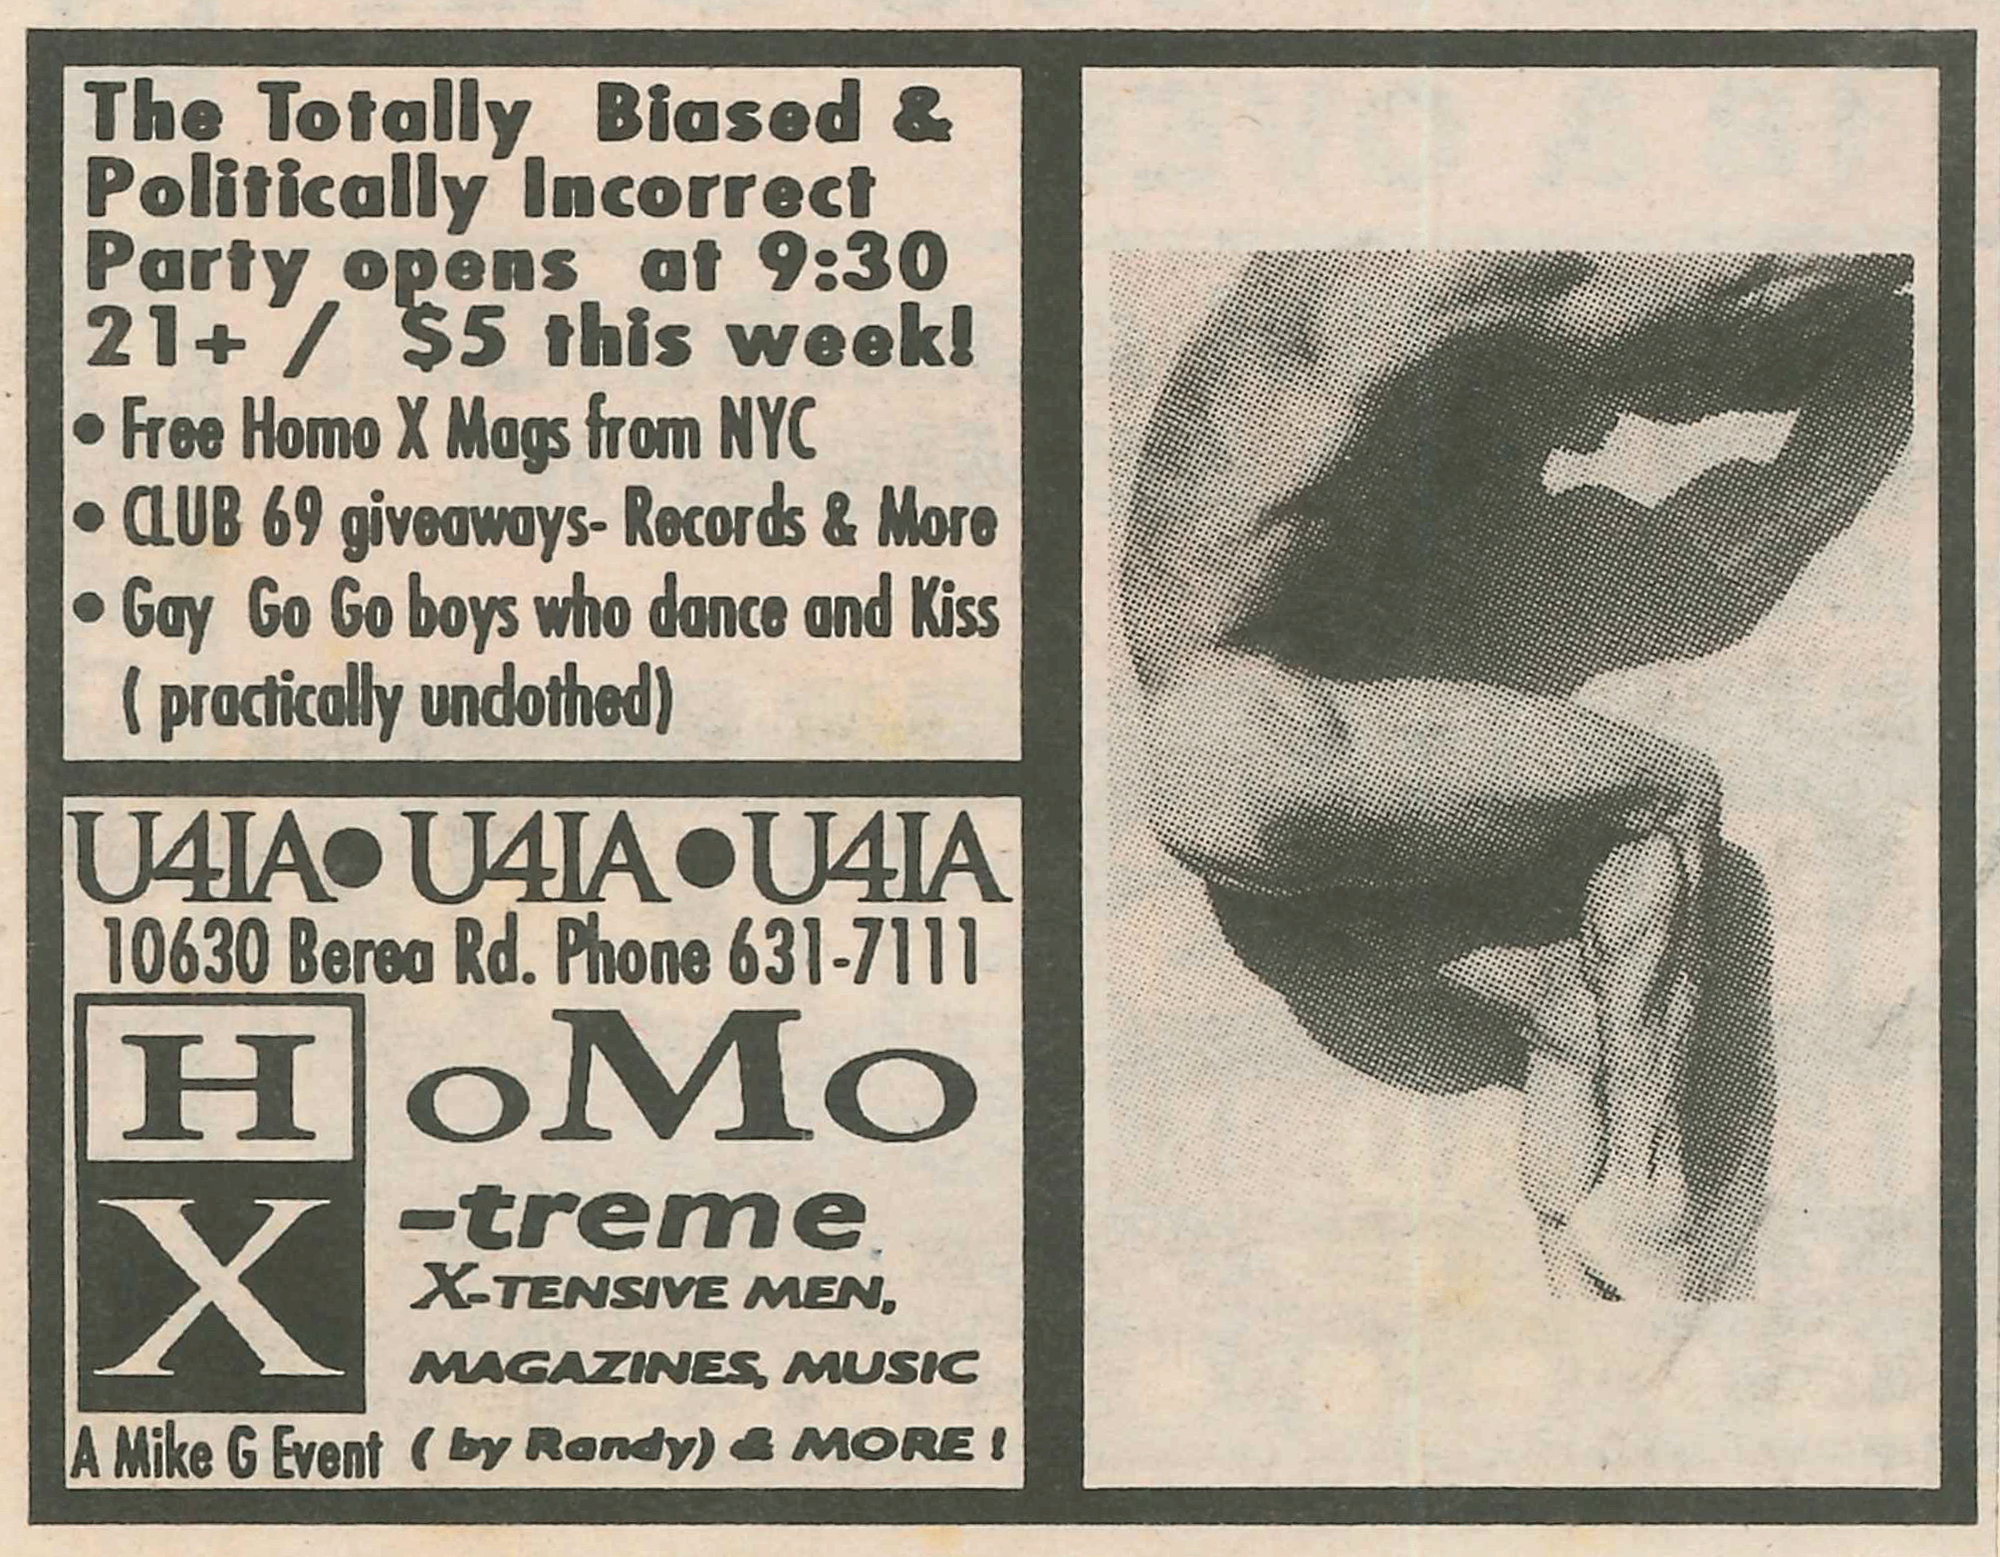 The Totally Biased &
Politically Incorrect
Party opens at 9:30
21+ / $5 this week!
• Free Homo X Mags from NYC
• CLUB 69 giveaways- Records & More
• Gay Go Go boys who dance and Kiss
( practically unclothed)
U4IA • U4IA • U4IA
10630 Berea Rd. Phone 631-7111
H
X
oMo
-treme
X-TENSIVE MEN,
MAGAZINES, MUSIC
( by Randy) & MORE !
A Mike G Event